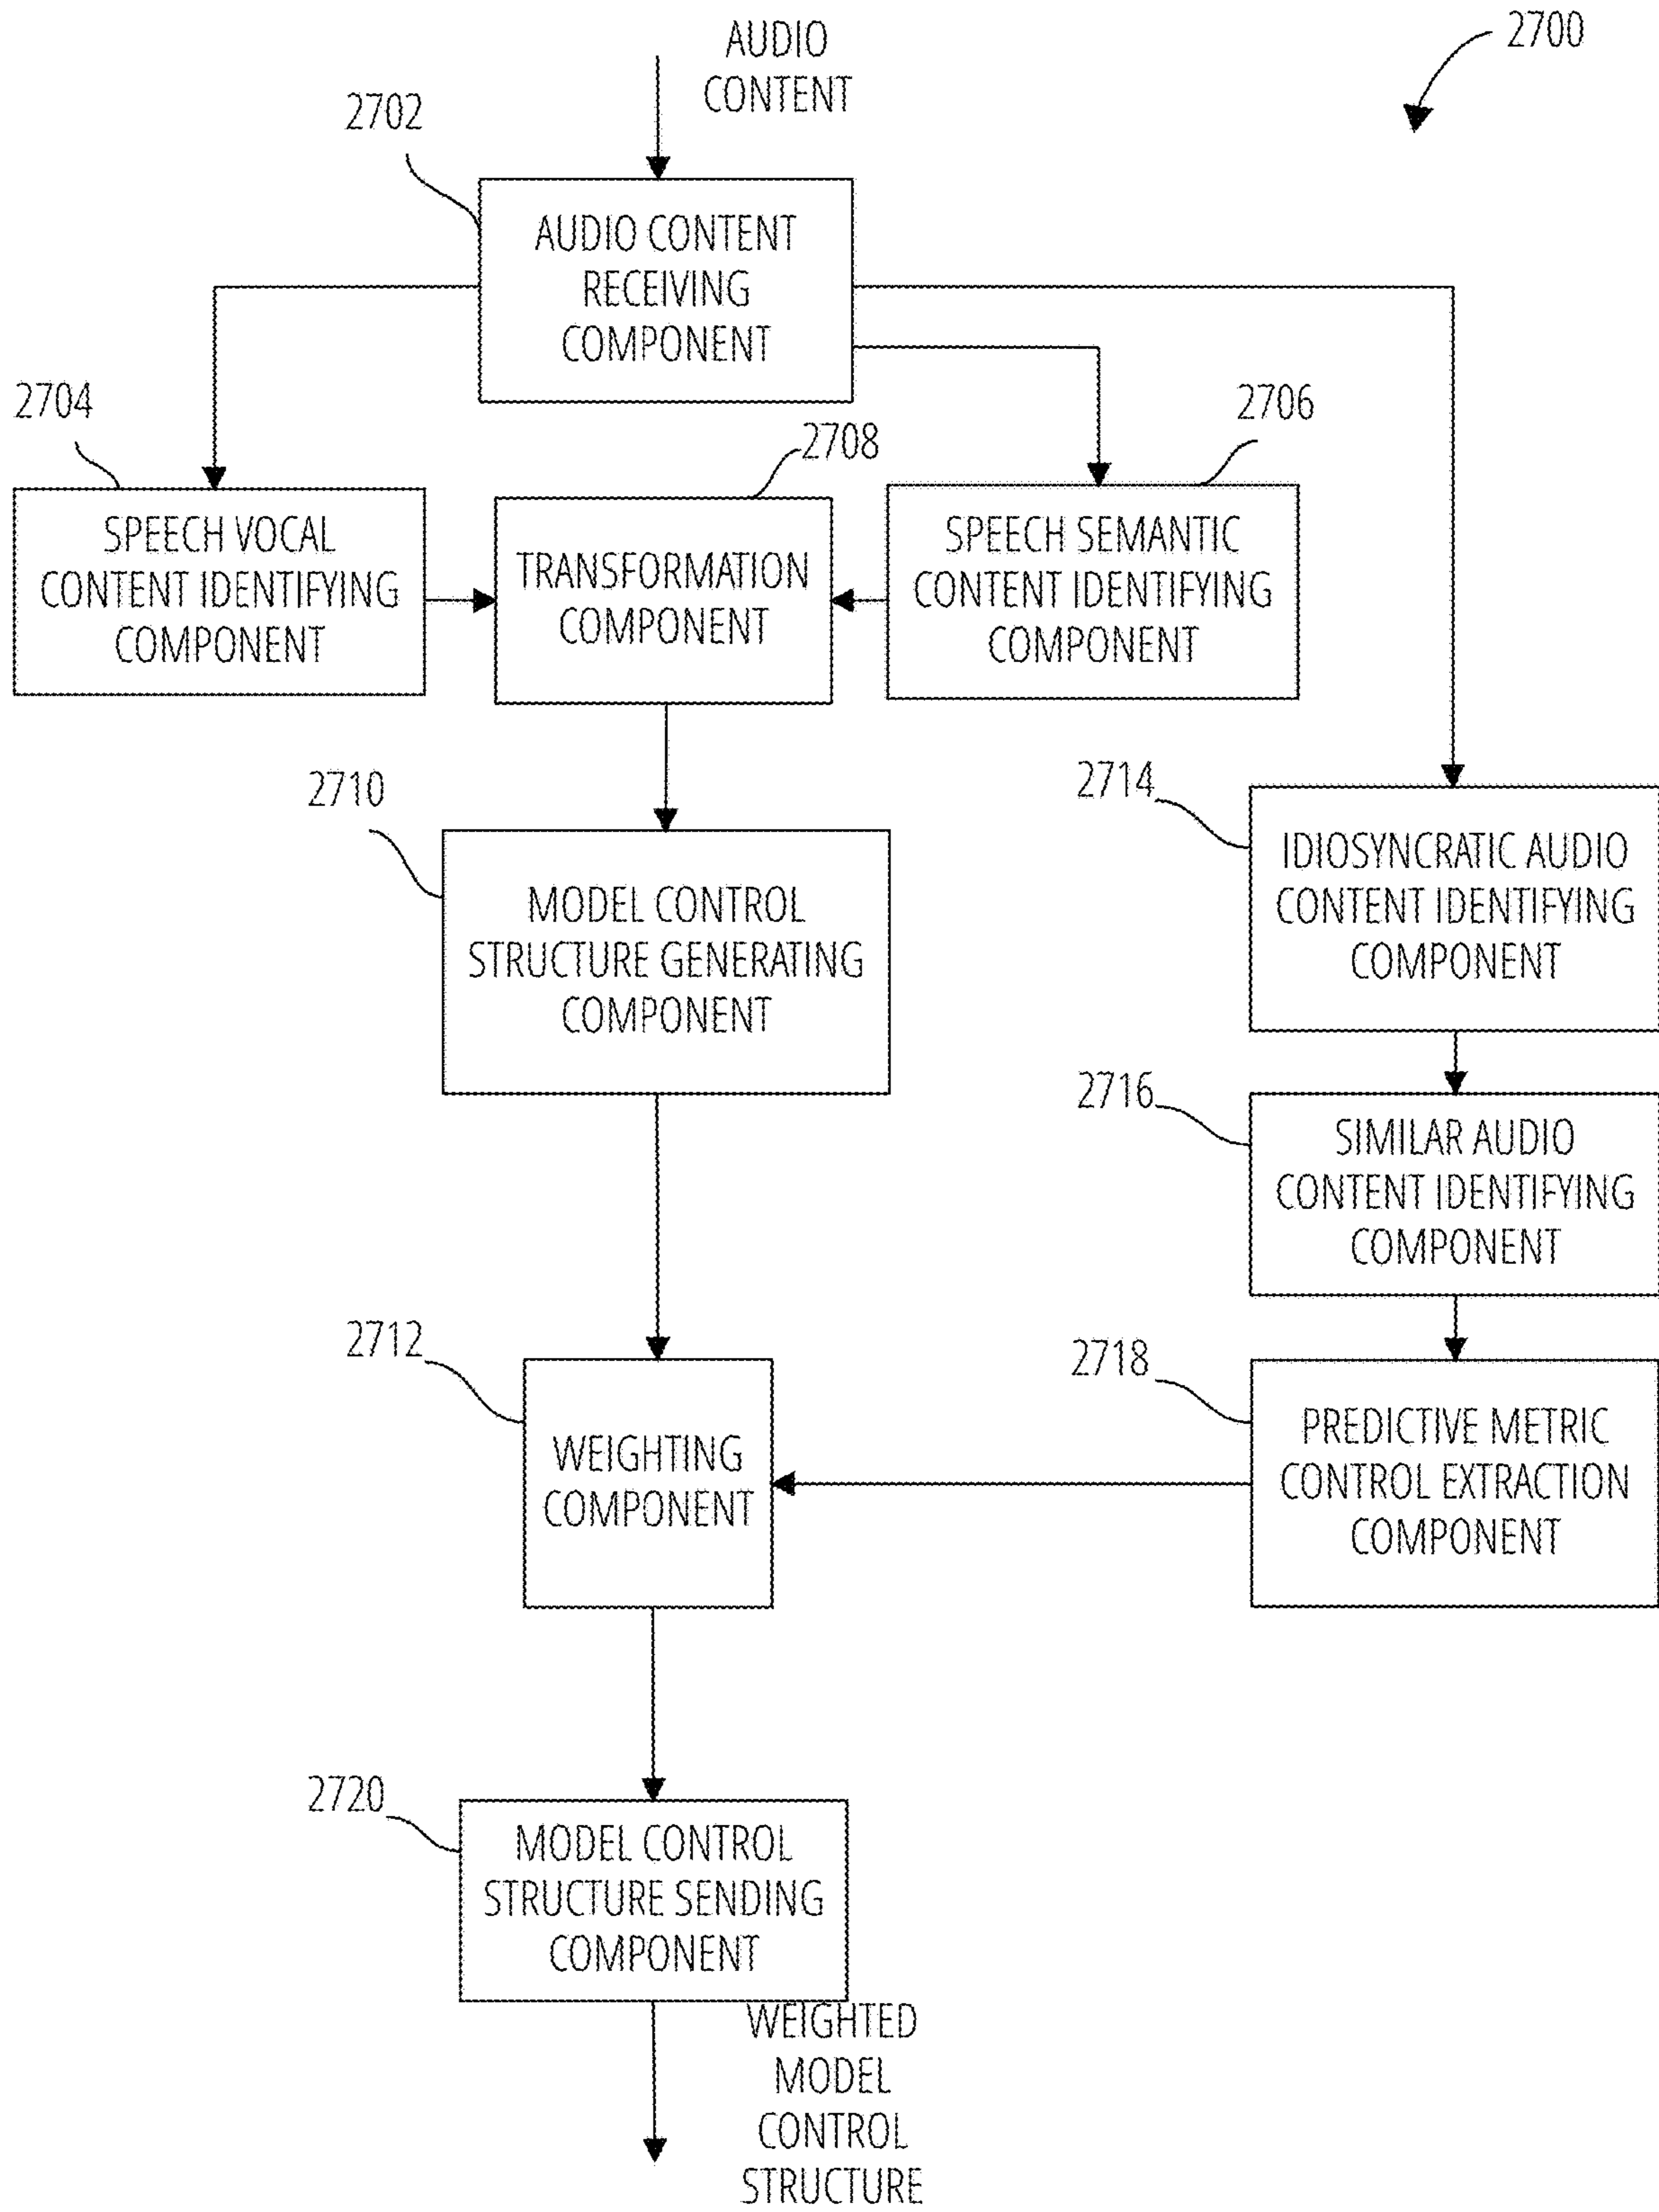 AUDIO
CONTENT
2700
2702
AUDIO CONTENT
RECEIVING
COMPONENT
2704
SPEECH VOCAL
CONTENT IDENTIFYING
COMPONENT
2708
TRANSFORMATION
COMPONENT
2706
SPEECH SEMANTIC
CONTENT IDENTIFYING
COMPONENT
2710
MODEL CONTROL
STRUCTURE GENERATING
COMPONENT
2714
IDIOSYNCRATIC AUDIO
CONTENT IDENTIFYING
COMPONENT
2716
SIMILAR AUDIO
CONTENT IDENTIFYING
COMPONENT
2712
WEIGHTING
COMPONENT
2718
PREDICTIVE METRIC
CONTROL EXTRACTION
COMPONENT
2720
MODEL CONTROL
STRUCTURE SENDING
COMPONENT
WEIGHTED
MODEL
CONTROL
STRUCTURE